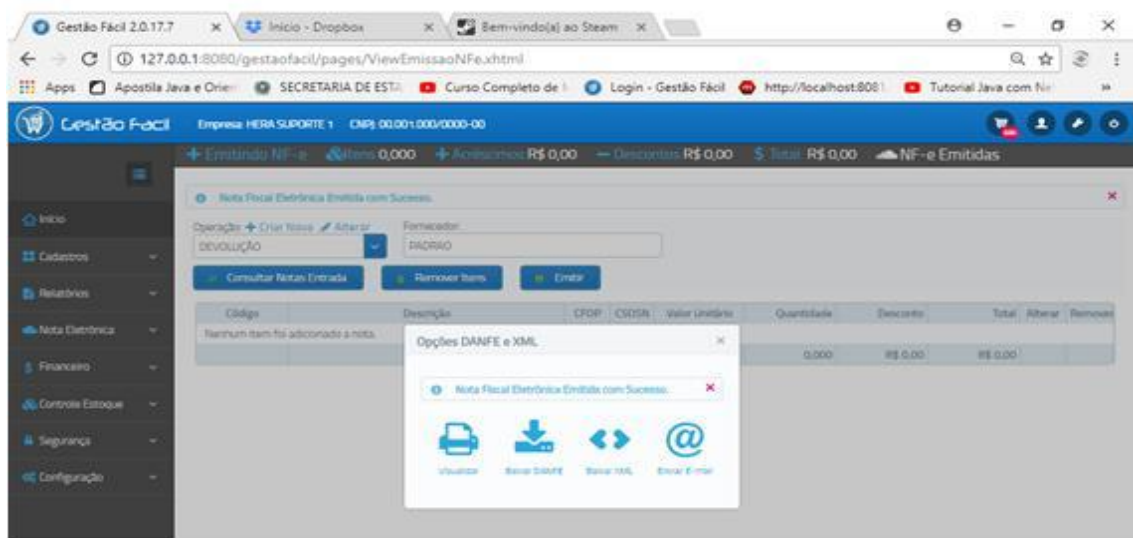 Gestão Fácil 2.0.17.7
Início - Dropbox
Bem-vindo(a) ao Steam
127.0.0.1:8080/gestaofacil/pages/ViewEmissaoNFe.xhtml
Apps Apostila Java e Orien SECRETARIA DE ESTA Curso Completo de Login - Gestão Fácil http://localhost:8081 Tutorial Java com Ne
Gestão Fácil Empresa: HERA SUPORTE 1 CNPJ: 00.001.000/0000-00
Emitindo NF-e Itens 0,000 Acréscimos R$ 0,00 Descontos R$ 0,00 $ Total R$ 0,00 NF-e Emitidas
Nota Fiscal Eletrônica Emitida com Sucesso.
Início
Cadastros
Relatórios
Nota Eletrônica
$ Financeiro
Controle Estoque
Segurança
Configuração
Operação: Criar Nova Alterar Fornecedor:
DEVOLUÇÃO PADRAO
Consultar Notas Entrada Remover Itens Emitir
Código Descrição CFOP CSOSN Valor Unitário Quantidade Desconto Total Alterar Remover
Nenhum item foi adicionado a nota.
0,000 R$ 0,00 R$ 0,00
Opções DANFE e XML
Nota Fiscal Eletrônica Emitida com Sucesso.
Visualizar Baixar DANFE Baixar XML Enviar E-mail